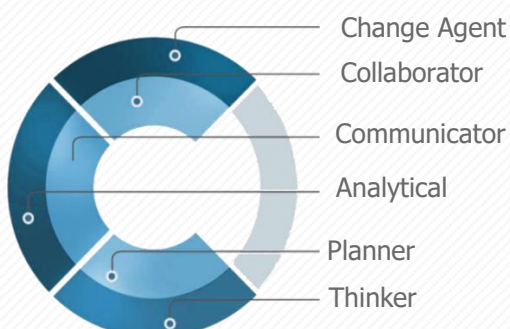 Change Agent
Collaborator
Communicator
Analytical
Planner
Thinker